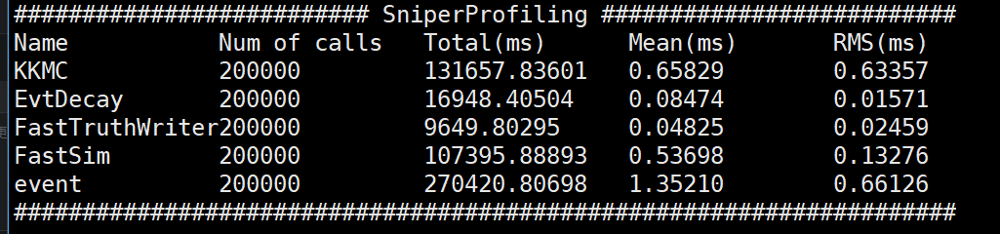 ########################## SniperProfiling ##########################
Name Num of calls Total(ms) Mean(ms) RMS(ms)
KKMC 200000 131657.83601 0.65829 0.63357
EvtDecay 200000 16948.40504 0.08474 0.01571
FastTruthWriter200000 9649.80295 0.04825 0.02459
FastSim 200000 107395.88893 0.53698 0.13276
event 200000 270420.80698 1.35210 0.66126
#####################################################################